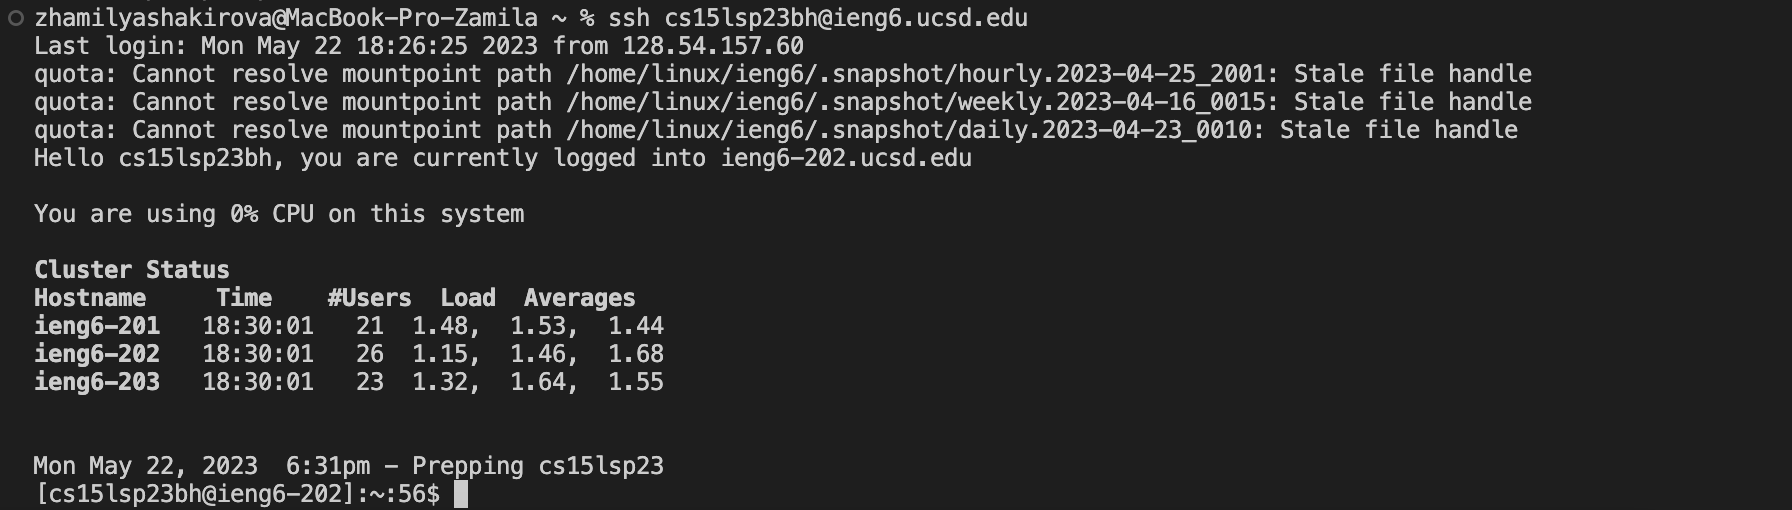 zhamilyashakirova@MacBook-Pro-Zamila ~ % ssh cs15lsp23bh@ieng6.ucsd.edu
Last login: Mon May 22 18:26:25 2023 from 128.54.157.60
quota: Cannot resolve mountpoint path /home/linux/ieng6/.snapshot/hourly.2023-04-25_2001: Stale file handle
quota: Cannot resolve mountpoint path /home/linux/ieng6/.snapshot/weekly.2023-04-16_0015: Stale file handle
quota: Cannot resolve mountpoint path /home/linux/ieng6/.snapshot/daily.2023-04-23_0010: Stale file handle
Hello cs15lsp23bh, you are currently logged into ieng6-202.ucsd.edu
You are using 0% CPU on this system
Cluster Status
Hostname     Time    #Users  Load  Averages
ieng6-201   18:30:01   21  1.48,  1.53,  1.44
ieng6-202   18:30:01   26  1.15,  1.46,  1.68
ieng6-203   18:30:01   23  1.32,  1.64,  1.55
Mon May 22, 2023  6:31pm - Prepping cs15lsp23
[cs15lsp23bh@ieng6-202]:~:56$